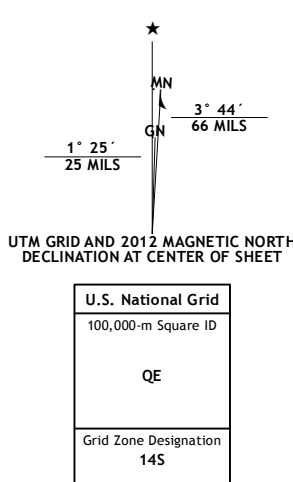 ★
MN
3° 44´
66 MILS
GN
1° 25´
25 MILS
UTM GRID AND 2012 MAGNETIC NORTH
DECLINATION AT CENTER OF SHEET
U.S. National Grid
100,000-m Square ID
QE
Grid Zone Designation
14S